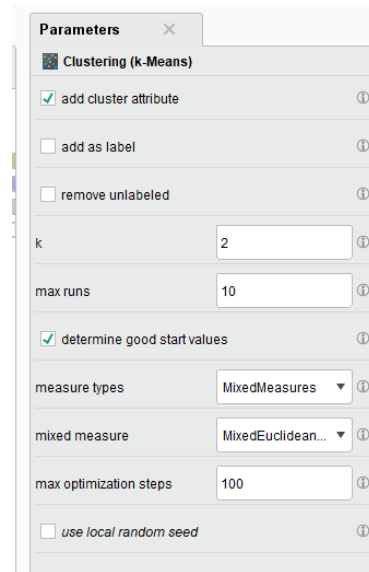 Parameters
Clustering (k-Means)
add cluster attribute
add as label
remove unlabeled
k 2
max runs 10
determine good start values
measure types MixedMeasures
mixed measure MixedEuclidean...
max optimization steps 100
use local random seed